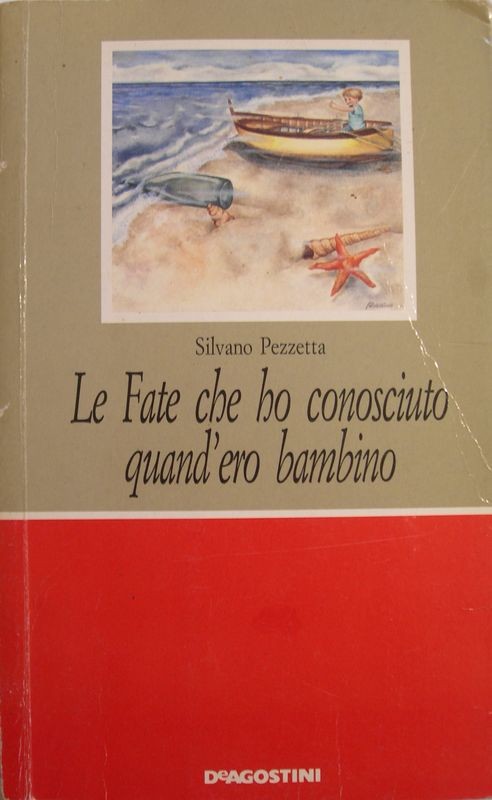 Silvano Pezzetta
Le Fate che ho conosciuto
quand'ero bambino
DEAGOSTINI